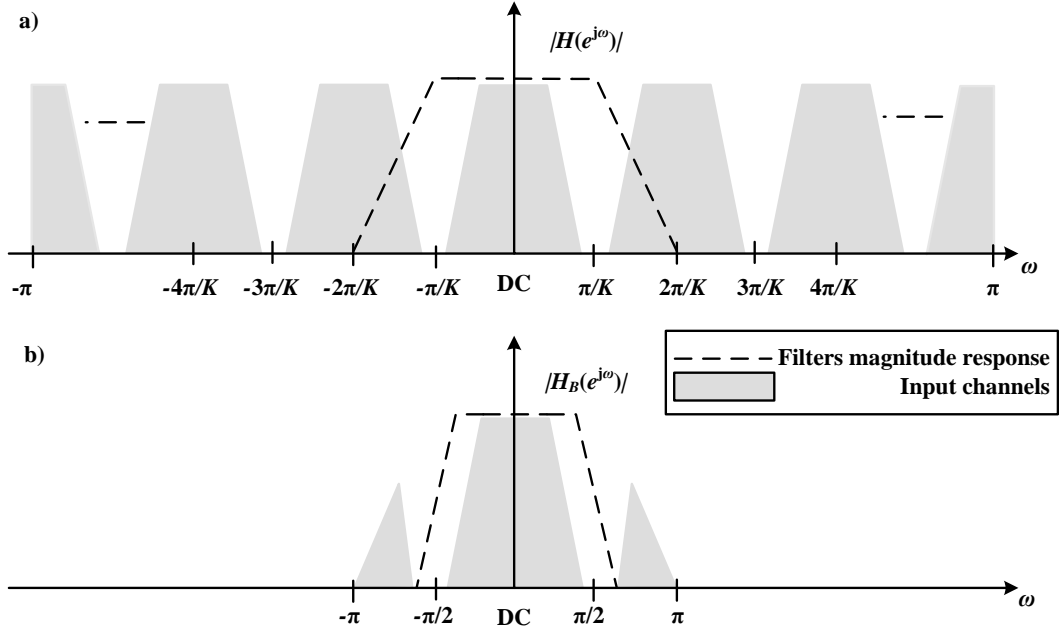 a)
|H(e^jω)|
-π -4π/K -3π/K -2π/K -π/K DC π/K 2π/K 3π/K 4π/K π ω
b)
|H_B(e^jω)|
Filters magnitude response
Input channels
-π -π/2 DC π/2 π ω